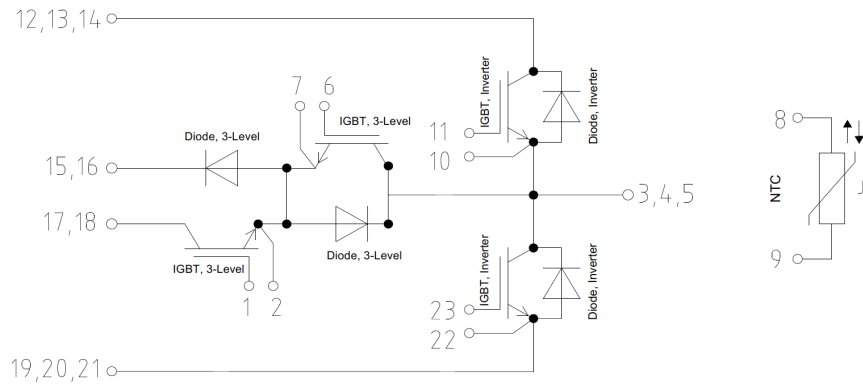 12,13,14
7 6
IGBT, 3-Level
Diode, 3-Level
15,16
17,18
IGBT, 3-Level
Diode, 3-Level
1 2
11
10
IGBT, Inverter
Diode, Inverter
3,4,5
23
22
IGBT, Inverter
Diode, Inverter
19,20,21
8
NTC
J
9